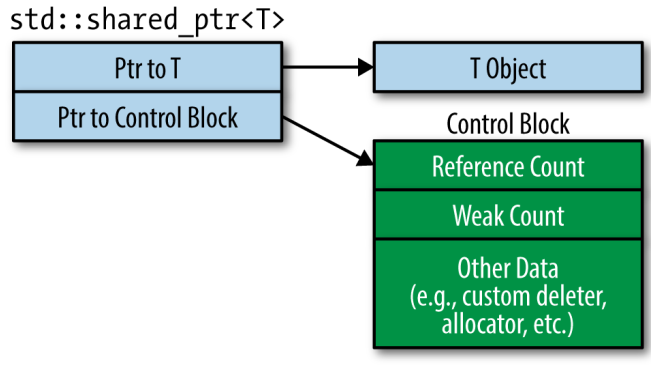 std::shared_ptr<T>
Ptr to T
T Object
Ptr to Control Block
Control Block
Reference Count
Weak Count
Other Data
(e.g., custom deleter,
allocator, etc.)